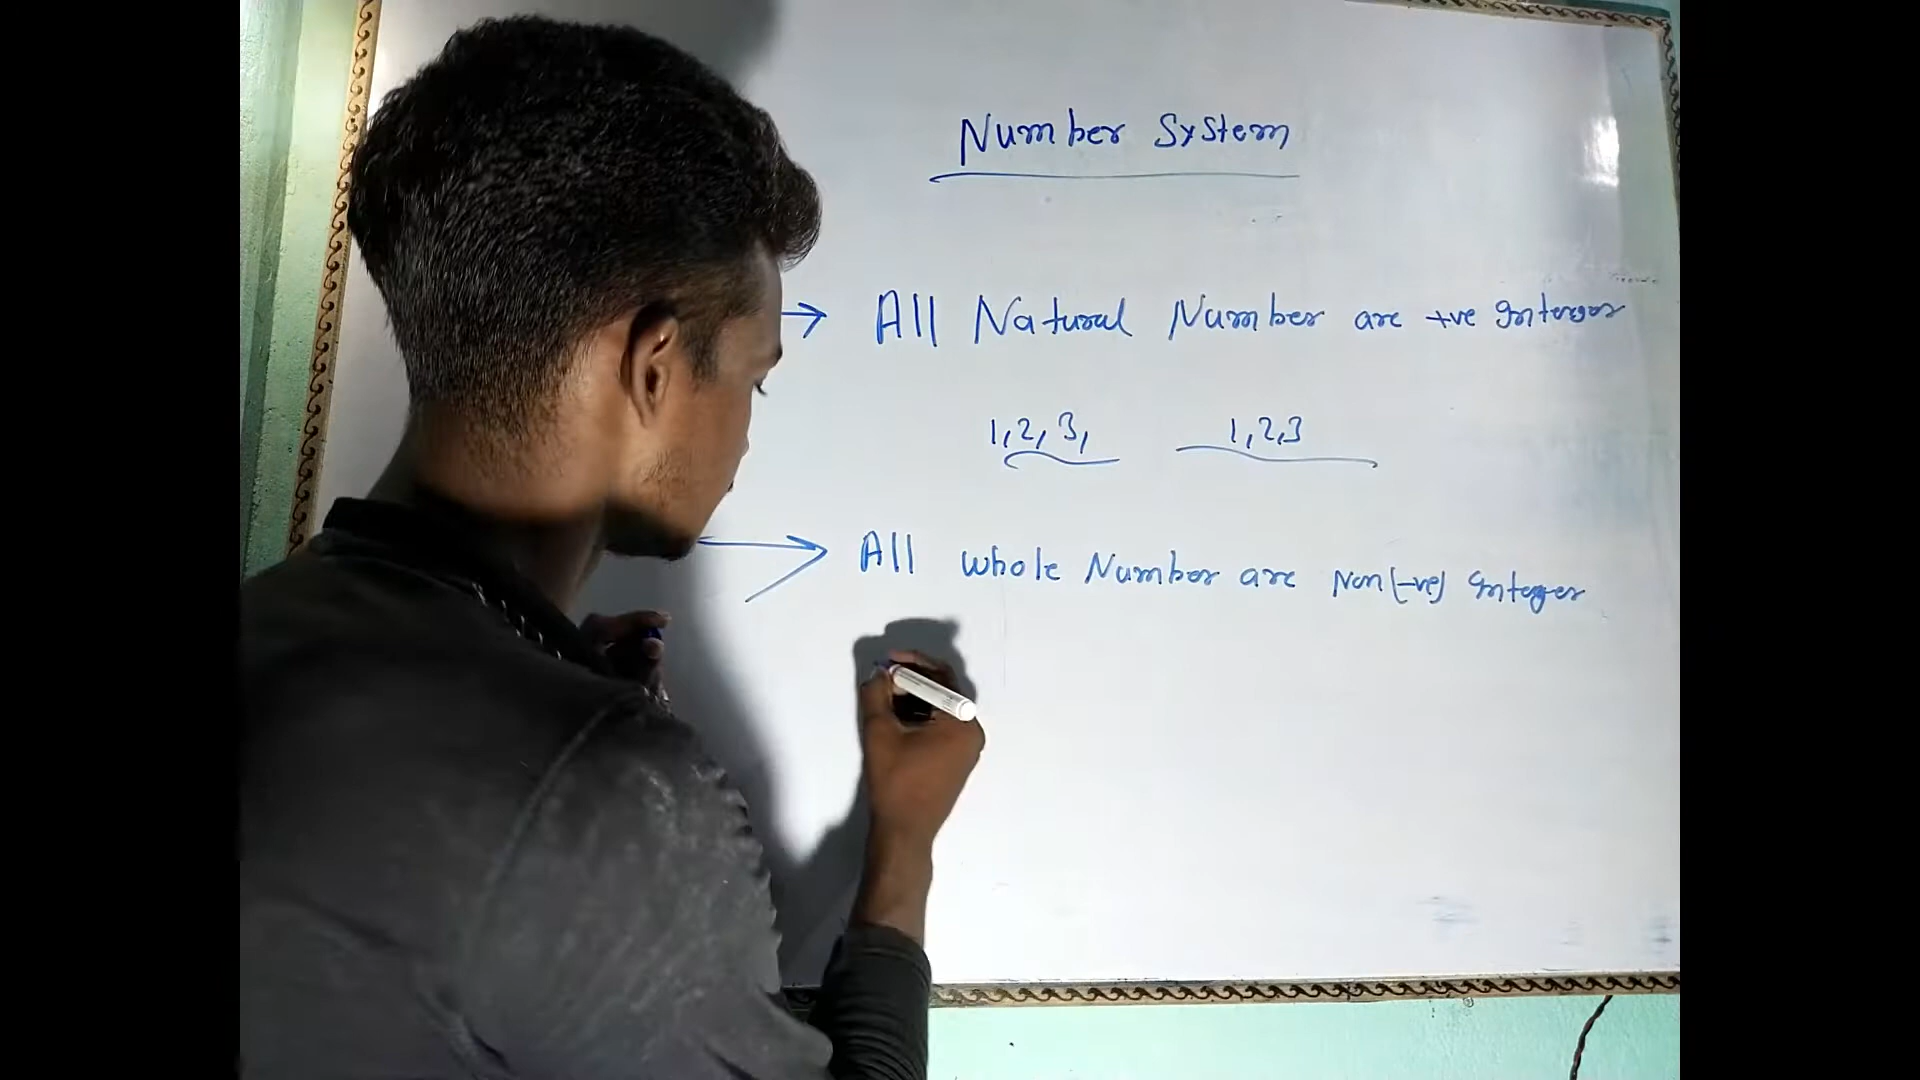 Number System
→ All Natural Number are +ve Interger
1,2,3, 1,2,3
→ All whole Number are Non(-ve) Integer